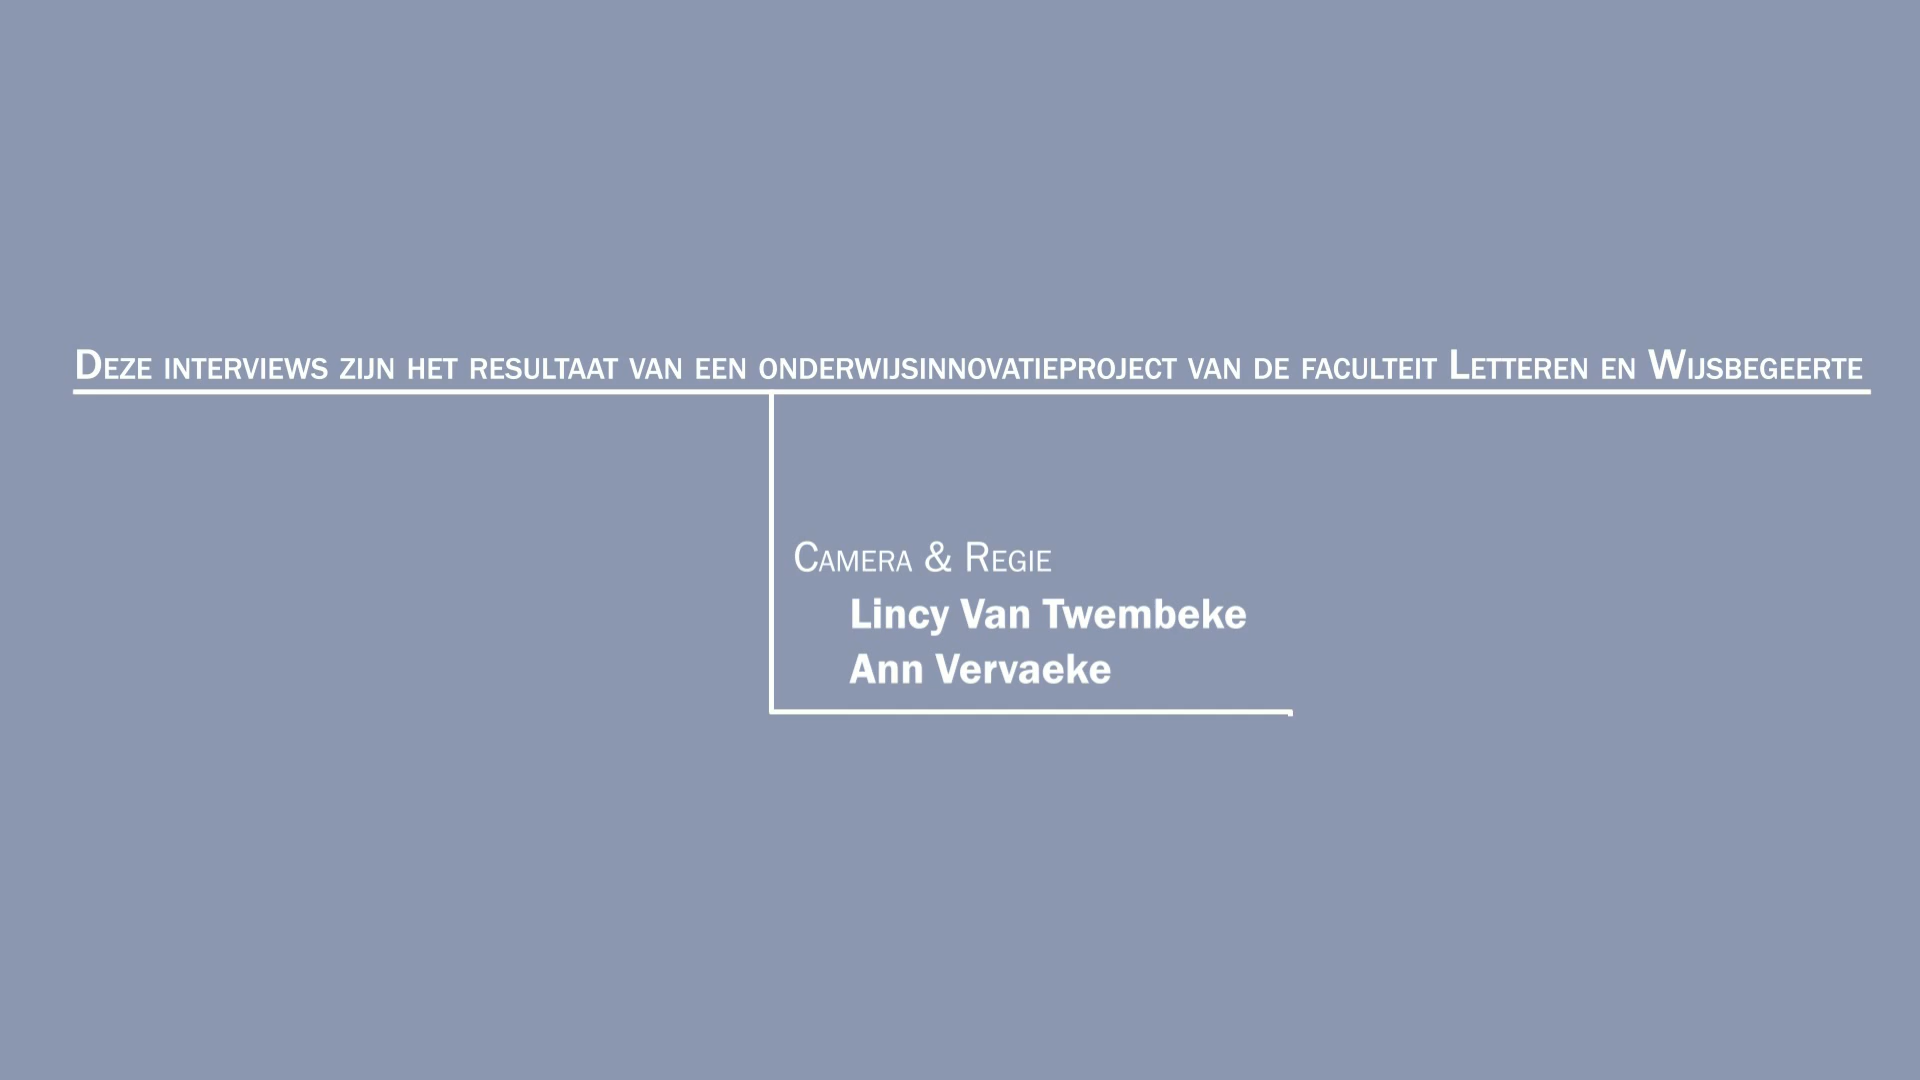 Deze interviews zijn het resultaat van een onderwijsinnovatieproject van de faculteit Letteren en Wijsbegeerte
Camera & Regie
Lincy Van Twembeke
Ann Vervaeke